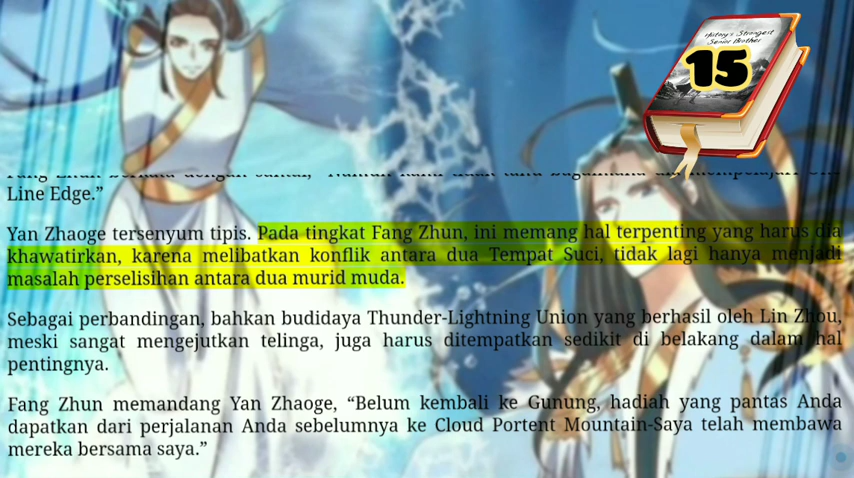 History's Strongest
Senior Brother
15
Line Edge.”
Yan Zhaoge tersenyum tipis. Pada tingkat Fang Zhun, ini memang hal terpenting yang harus dia
khawatirkan, karena melibatkan konflik antara dua Tempat Suci, tidak lagi hanya menjadi
masalah perselisihan antara dua murid muda.
Sebagai perbandingan, bahkan budidaya Thunder-Lightning Union yang berhasil oleh Lin Zhou,
meski sangat mengejutkan telinga, juga harus ditempatkan sedikit di belakang dalam hal
pentingnya.
Fang Zhun memandang Yan Zhaoge, “Belum kembali ke Gunung, hadiah yang pantas Anda
dapatkan dari perjalanan Anda sebelumnya ke Cloud Portent Mountain-Saya telah membawa
mereka bersama saya.”